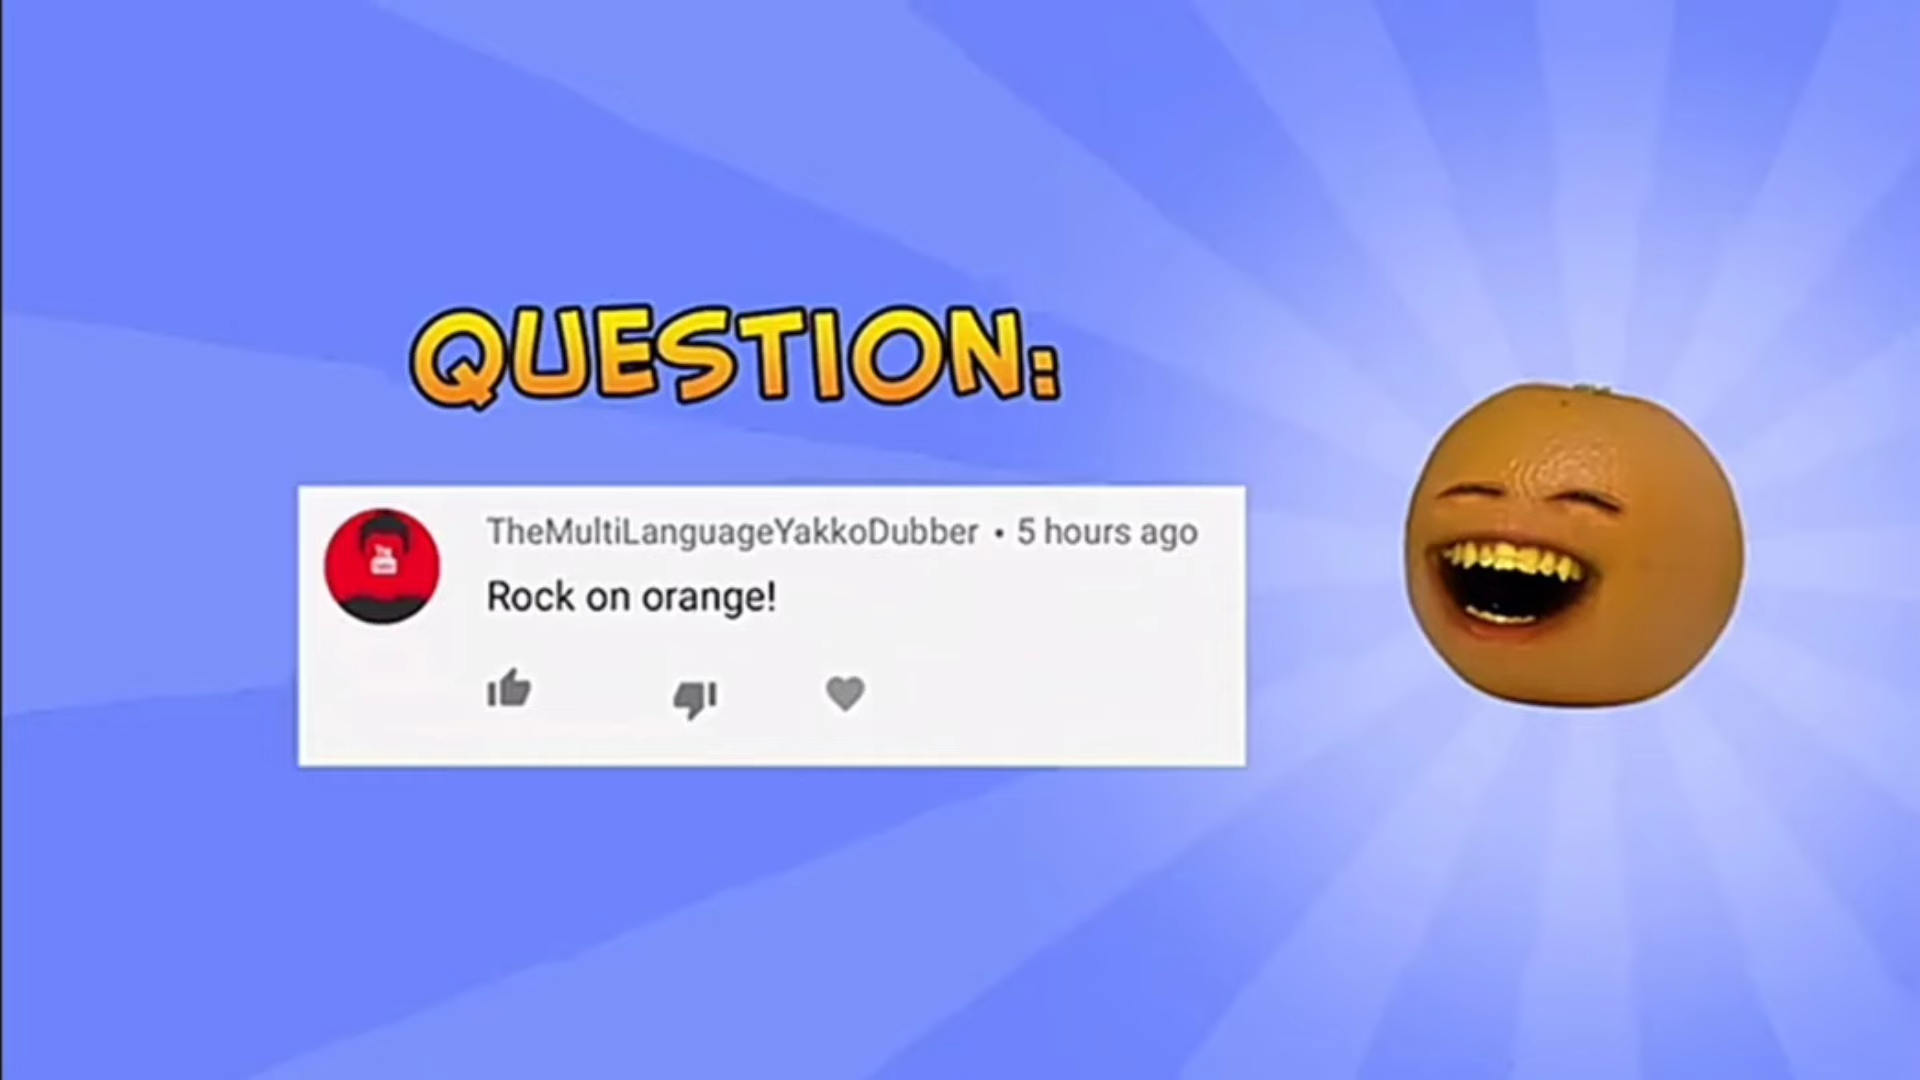 QUESTION:
TheMultiLanguageYakkoDubber • 5 hours ago
Rock on orange!